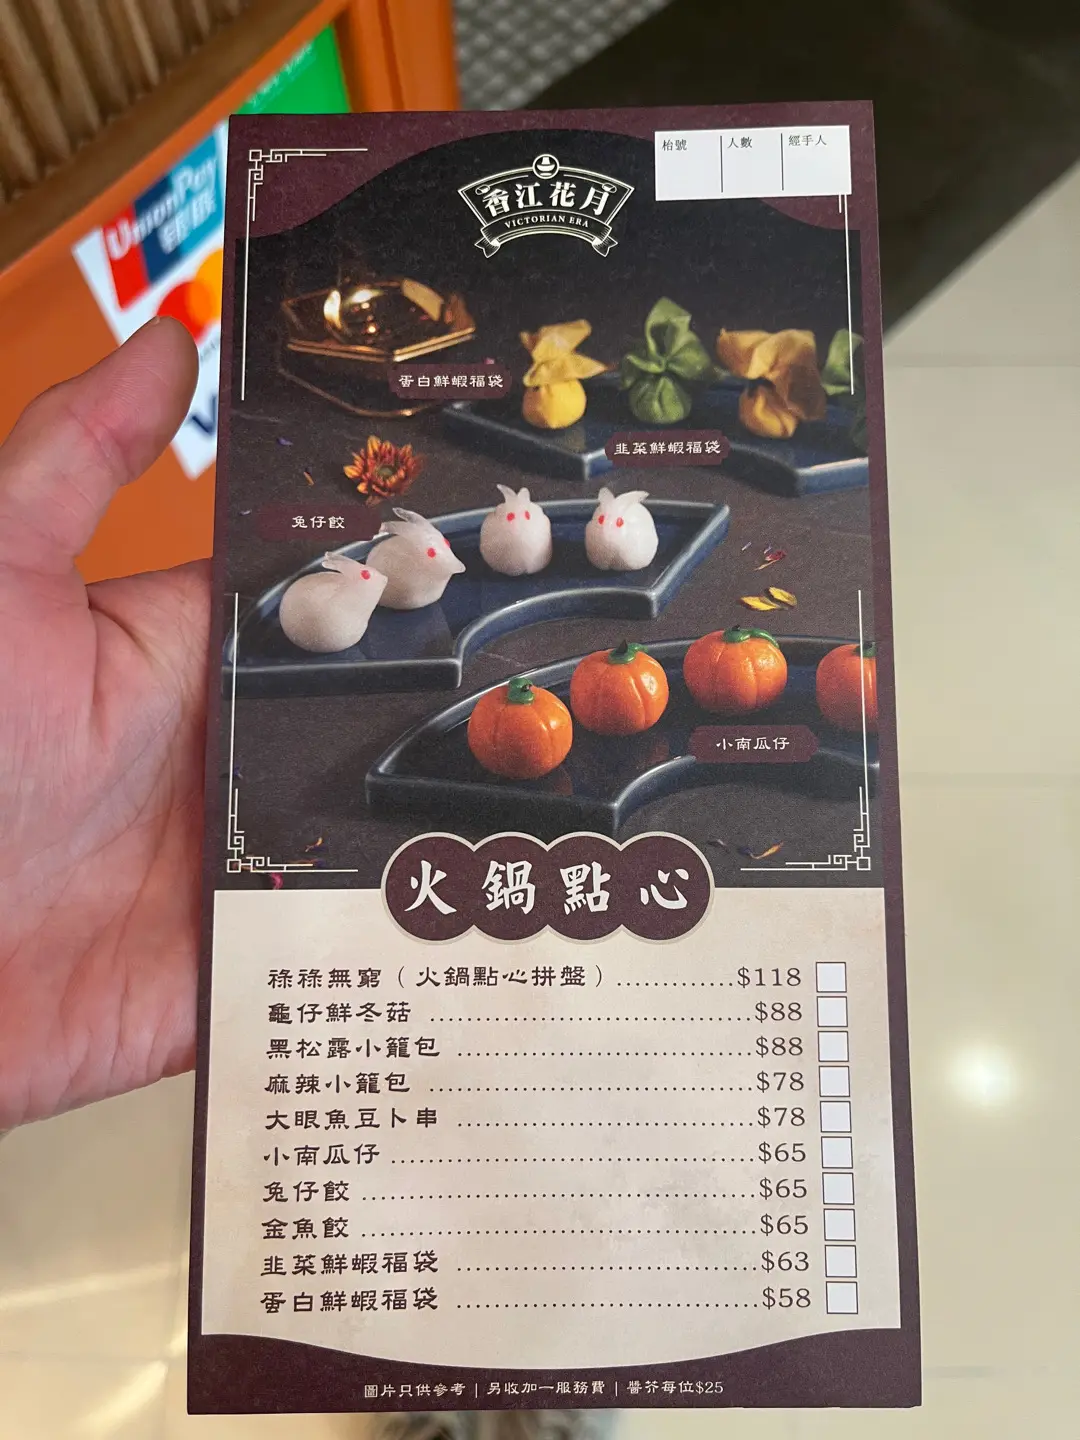 UnionPay
銀聯
枱號
人數
經手人
香江花月
VICTORIAN ERA
蛋白鮮蝦福袋
韭菜鮮蝦福袋
兔仔餃
小南瓜仔
火鍋點心
祿祿無窮（火鍋點心拼盤）.............$118
龜仔鮮冬菇 ..................................$88
黑松露小籠包 ...............................$88
麻辣小籠包 ..................................$78
大眼魚豆卜串 ...............................$78
小南瓜仔 ......................................$65
兔仔餃 .........................................$65
金魚餃 .........................................$65
韭菜鮮蝦福袋 ...............................$63
蛋白鮮蝦福袋 ...............................$58
圖片只供參考 | 另收加一服務費 | 醬芥每位$25